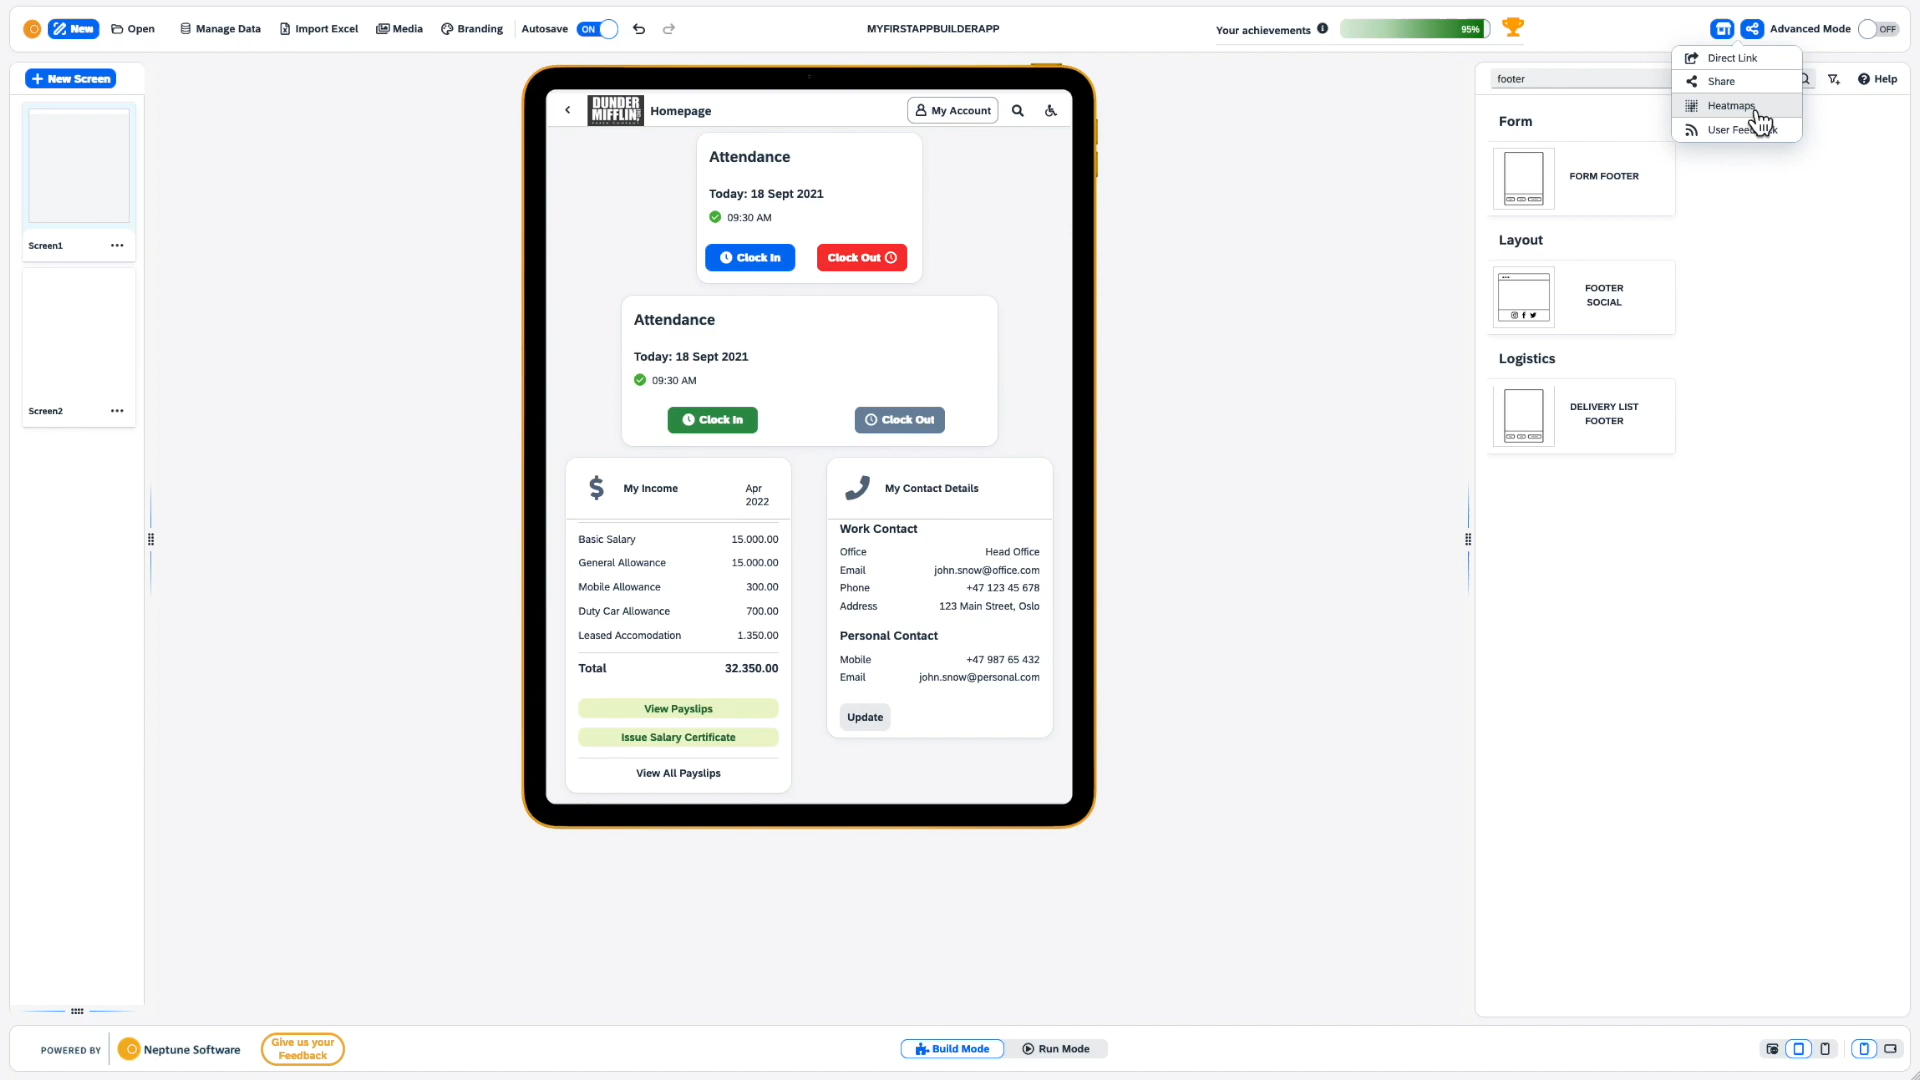 New
Open
Manage Data
Import Excel
Media
Branding
Autosave
ON
MYFIRSTAPPBUILDERAPP
Your achievements
95%
Advanced Mode
OFF
Direct Link
Share
Heatmaps
User Feedback
New Screen
Screen1
Screen2
DUNDER
MIFFLIN
Homepage
My Account
Attendance
Today: 18 Sept 2021
09:30 AM
Clock In
Clock Out
Attendance
Today: 18 Sept 2021
09:30 AM
Clock In
Clock Out
My Income
Apr
2022
Basic Salary 15.000.00
General Allowance 15.000.00
Mobile Allowance 300.00
Duty Car Allowance 700.00
Leased Accomodation 1.350.00
Total 32.350.00
View Payslips
Issue Salary Certificate
View All Payslips
My Contact Details
Work Contact
Office Head Office
Email john.snow@office.com
Phone +47 123 45 678
Address 123 Main Street, Oslo
Personal Contact
Mobile +47 987 65 432
Email john.snow@personal.com
Update
footer
Help
Form
FORM FOOTER
Layout
FOOTER
SOCIAL
Logistics
DELIVERY LIST
FOOTER
POWERED BY
Neptune Software
Give us your
Feedback
Build Mode
Run Mode